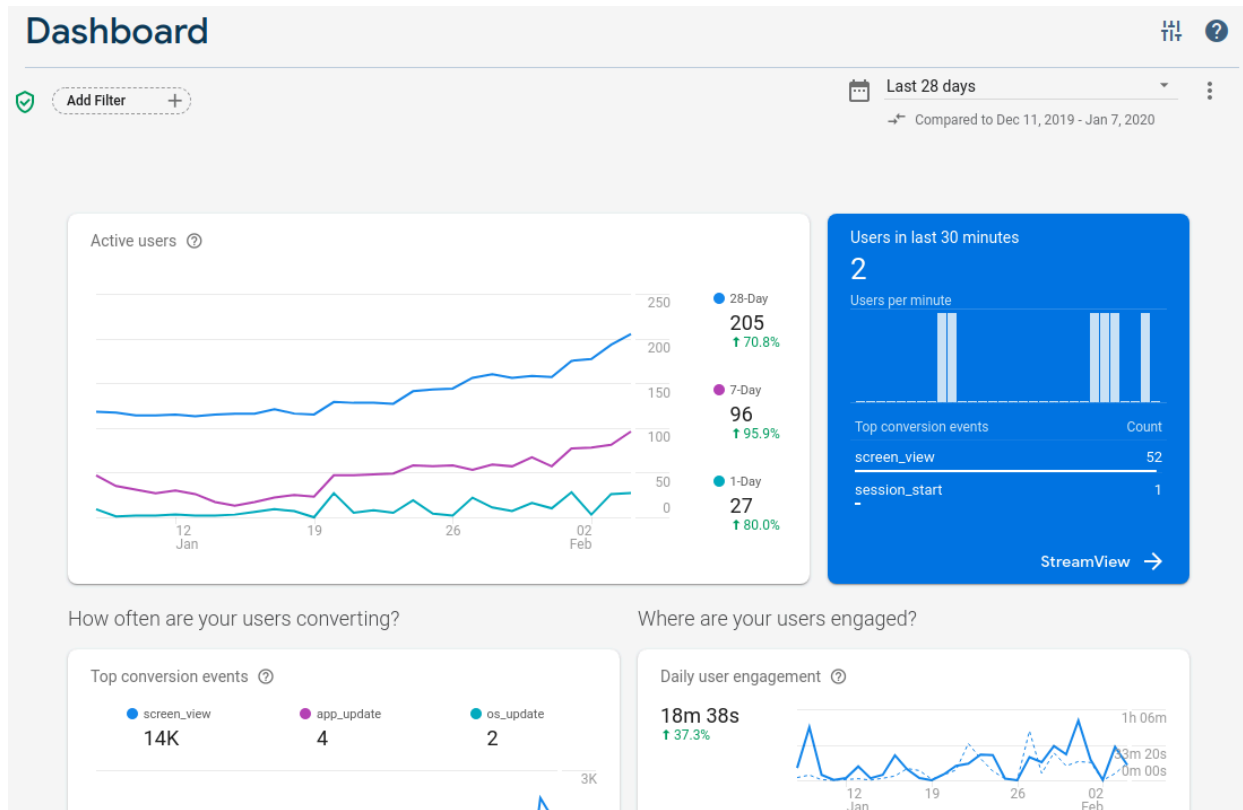 Dashboard
Add Filter
Last 28 days
Compared to Dec 11, 2019 - Jan 7, 2020
Active users
250
200
150
100
50
0
12
Jan
19
26
02
Feb
28-Day
205
70.8%
7-Day
96
95.9%
1-Day
27
80.0%
Users in last 30 minutes
2
Users per minute
Top conversion events Count
screen_view 52
session_start 1
StreamView
How often are your users converting?
Top conversion events
screen_view app_update os_update
14K 4 2
3K
Where are your users engaged?
Daily user engagement
18m 38s
37.3%
1h 06m
33m 20s
0m 00s
12
Jan
19
26
02
Feb